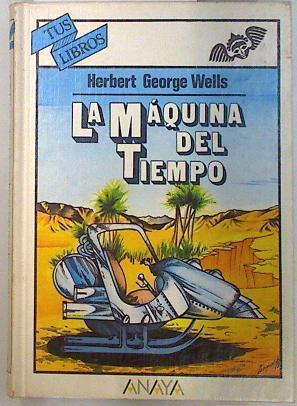 TUS
LIBROS
Herbert George Wells
LA MÁQUINA
DEL
TIEMPO
ANAYA